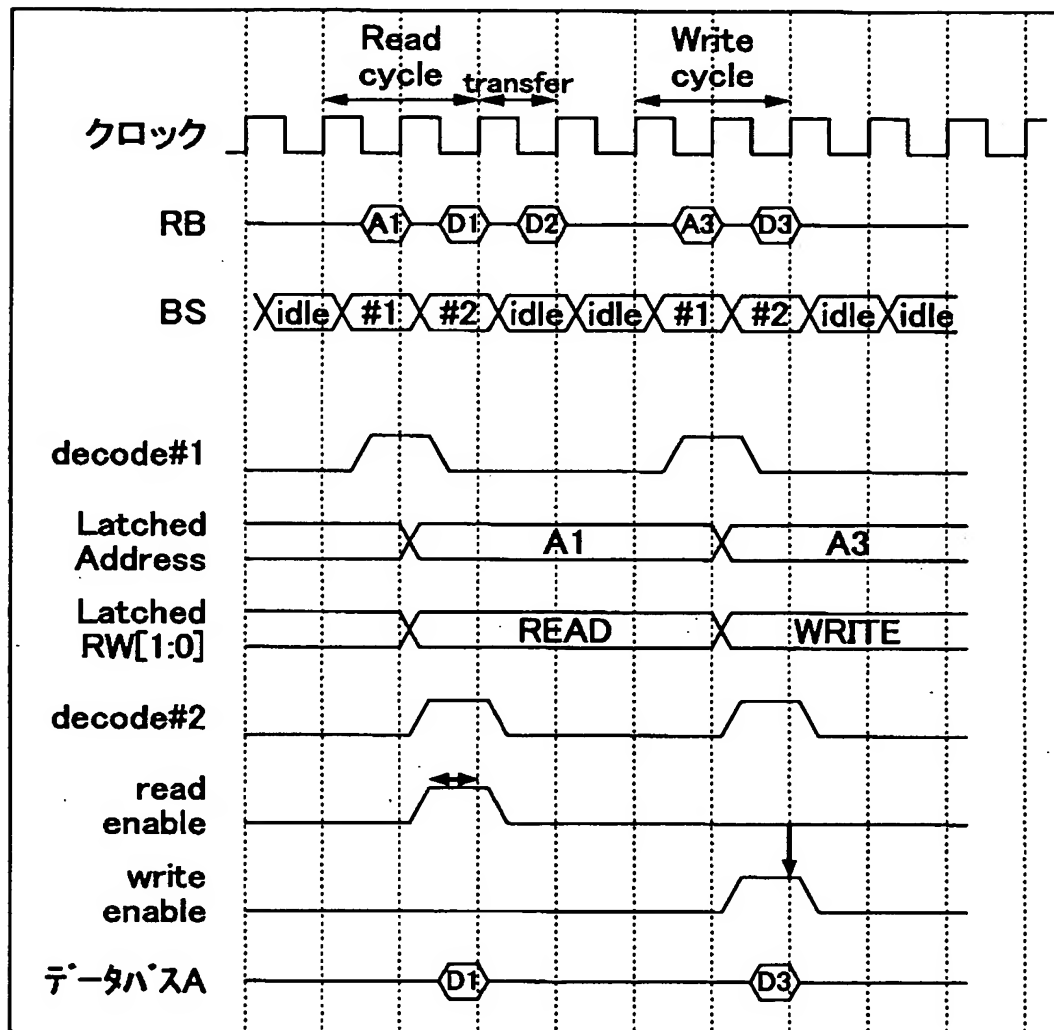 Read
cycle
transfer
Write
cycle
クロック
RB
A1
D1
D2
A3
D3
BS
idle
#1
#2
idle
idle
#1
#2
idle
idle
decode#1
Latched
Address
A1
A3
Latched
RW[1:0]
READ
WRITE
decode#2
read
enable
write
enable
データバスA
D1
D3